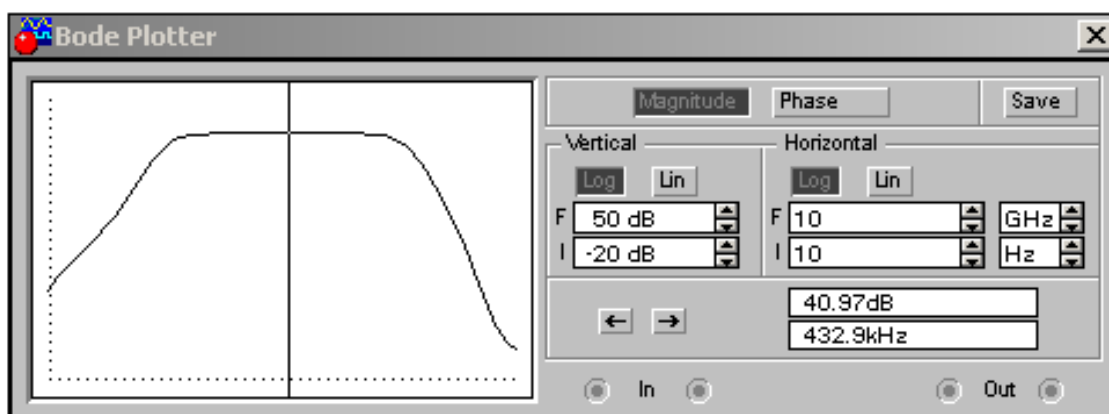 Bode Plotter
Magnitude Phase Save
Vertical Horizontal
Log Lin Log Lin
F 50 dB F 10 GHz
I -20 dB I 10 Hz
← → 40.97dB
432.9kHz
In Out